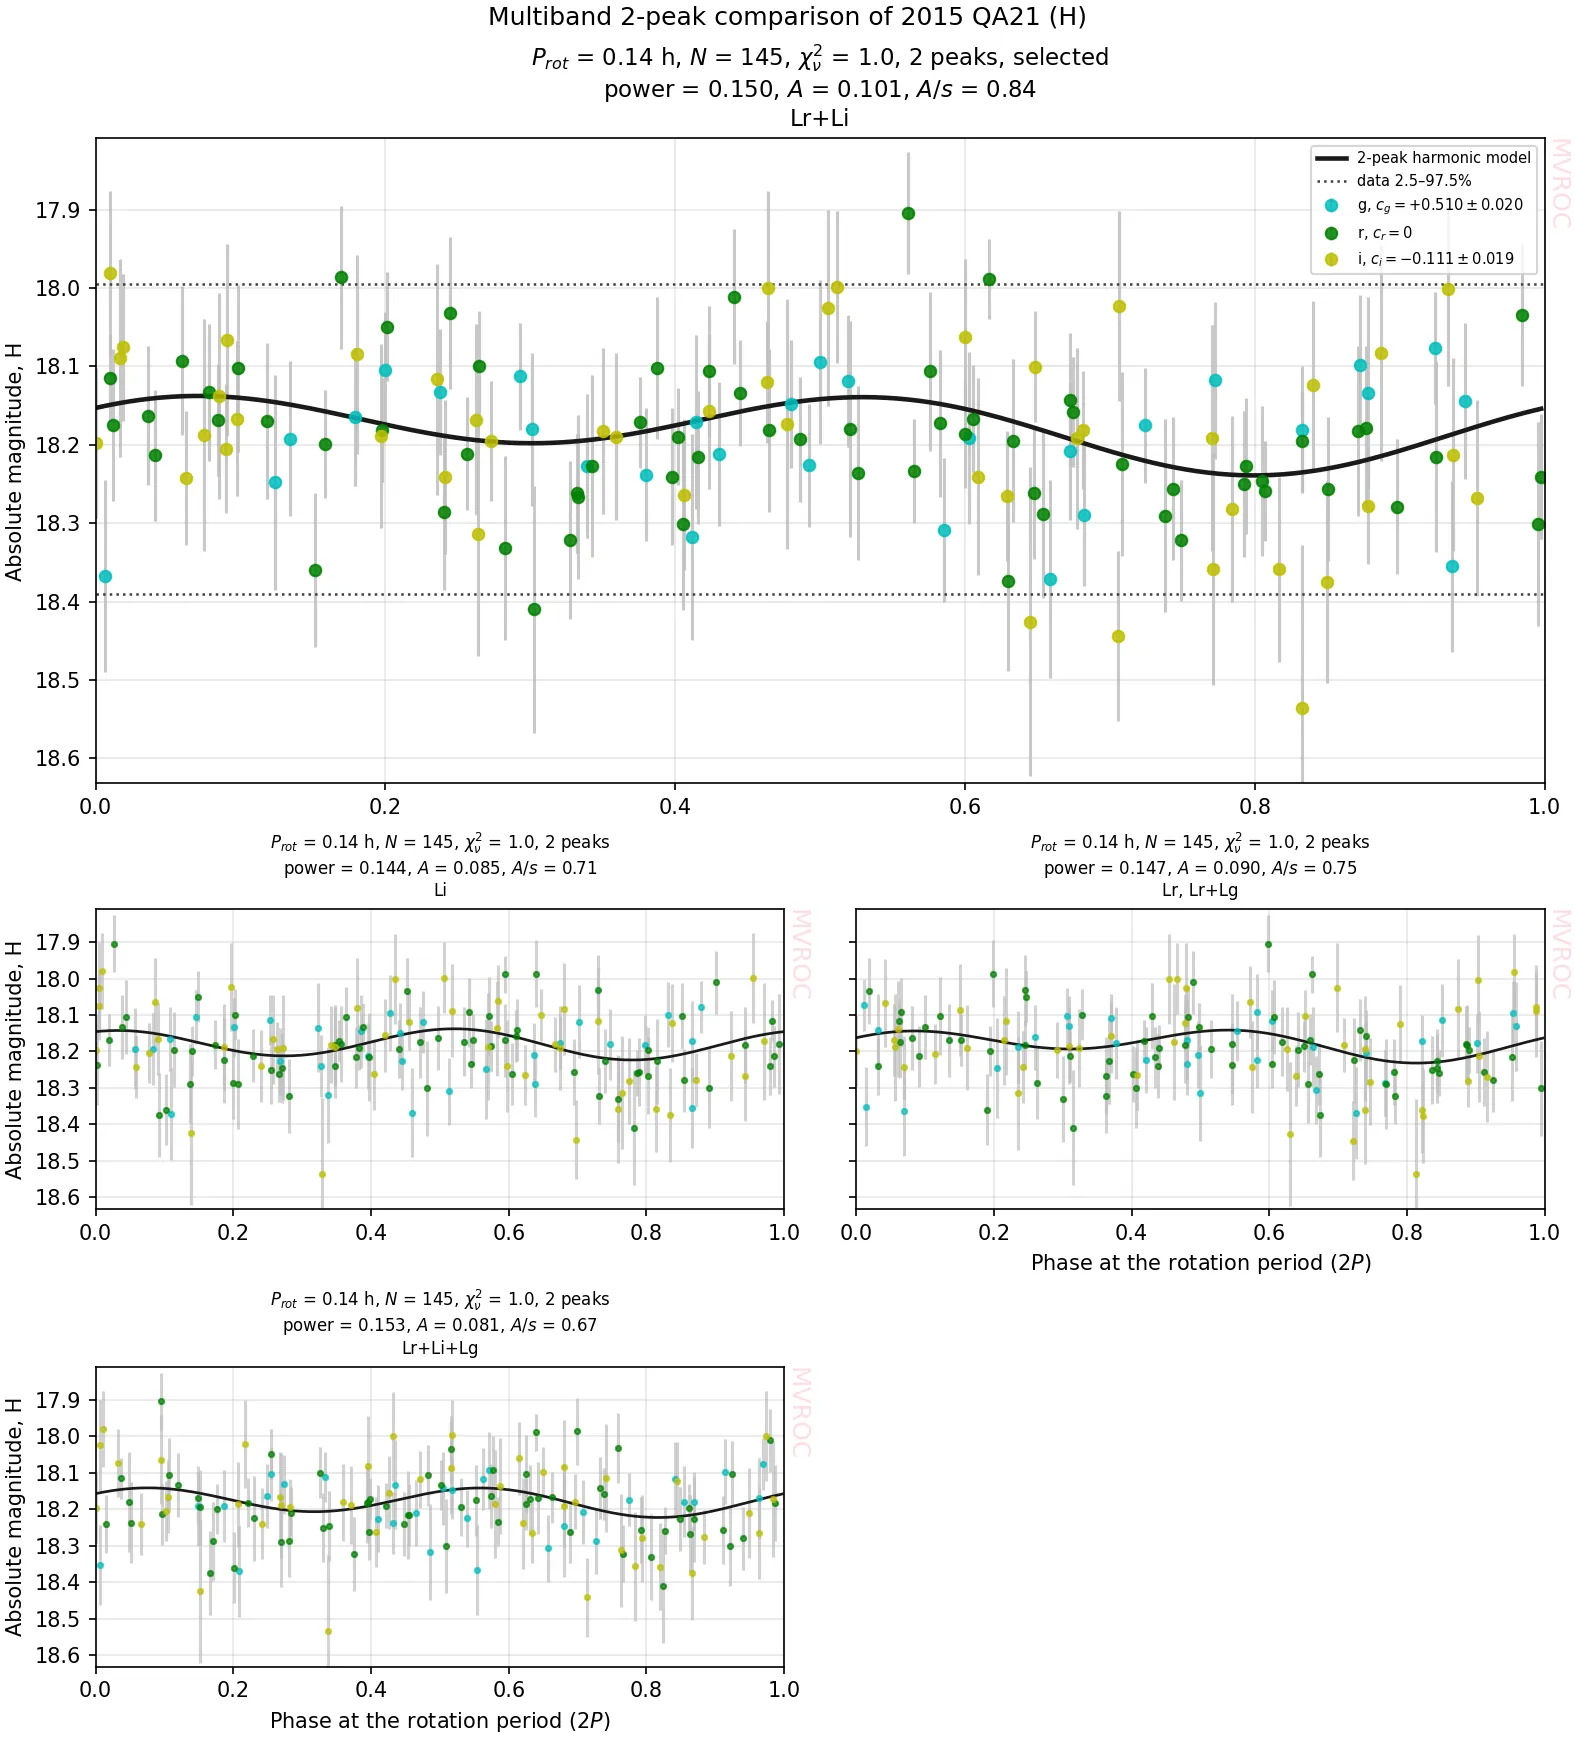 Multiband 2-peak comparison of 2015 QA21 (H)
P_rot = 0.14 h, N = 145, χ²_ν = 1.0, 2 peaks, selected
power = 0.150, A = 0.101, A/s = 0.84
Lr+Li
MVROC
2-peak harmonic model
data 2.5–97.5%
g, c_g = +0.510 ± 0.020
r, c_r = 0
i, c_i = −0.111 ± 0.019
Absolute magnitude, H
17.9
18.0
18.1
18.2
18.3
18.4
18.5
18.6
0.0 0.2 0.4 0.6 0.8 1.0
P_rot = 0.14 h, N = 145, χ²_ν = 1.0, 2 peaks
power = 0.144, A = 0.085, A/s = 0.71
Li
MVROC
Absolute magnitude, H
17.9
18.0
18.1
18.2
18.3
18.4
18.5
18.6
0.0 0.2 0.4 0.6 0.8 1.0
P_rot = 0.14 h, N = 145, χ²_ν = 1.0, 2 peaks
power = 0.147, A = 0.090, A/s = 0.75
Lr, Lr+Lg
MVROC
0.0 0.2 0.4 0.6 0.8 1.0
Phase at the rotation period (2P)
P_rot = 0.14 h, N = 145, χ²_ν = 1.0, 2 peaks
power = 0.153, A = 0.081, A/s = 0.67
Lr+Li+Lg
MVROC
Absolute magnitude, H
17.9
18.0
18.1
18.2
18.3
18.4
18.5
18.6
0.0 0.2 0.4 0.6 0.8 1.0
Phase at the rotation period (2P)